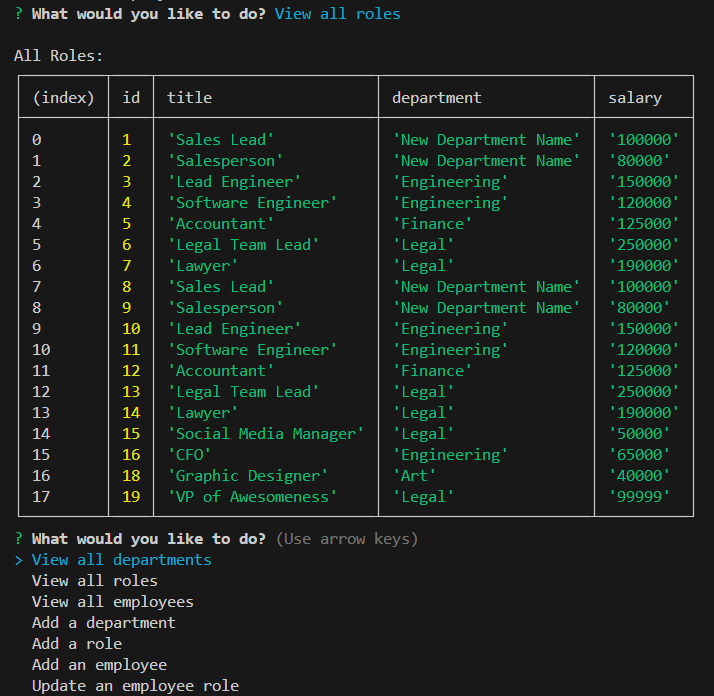 ? What would you like to do? View all roles
All Roles:
(index) id title department salary
0 1 'Sales Lead' 'New Department Name' '100000'
1 2 'Salesperson' 'New Department Name' '80000'
2 3 'Lead Engineer' 'Engineering' '150000'
3 4 'Software Engineer' 'Engineering' '120000'
4 5 'Accountant' 'Finance' '125000'
5 6 'Legal Team Lead' 'Legal' '250000'
6 7 'Lawyer' 'Legal' '190000'
7 8 'Sales Lead' 'New Department Name' '100000'
8 9 'Salesperson' 'New Department Name' '80000'
9 10 'Lead Engineer' 'Engineering' '150000'
10 11 'Software Engineer' 'Engineering' '120000'
11 12 'Accountant' 'Finance' '125000'
12 13 'Legal Team Lead' 'Legal' '250000'
13 14 'Lawyer' 'Legal' '190000'
14 15 'Social Media Manager' 'Legal' '50000'
15 16 'CFO' 'Engineering' '65000'
16 18 'Graphic Designer' 'Art' '40000'
17 19 'VP of Awesomeness' 'Legal' '99999'
? What would you like to do? (Use arrow keys)
> View all departments
View all roles
View all employees
Add a department
Add a role
Add an employee
Update an employee role